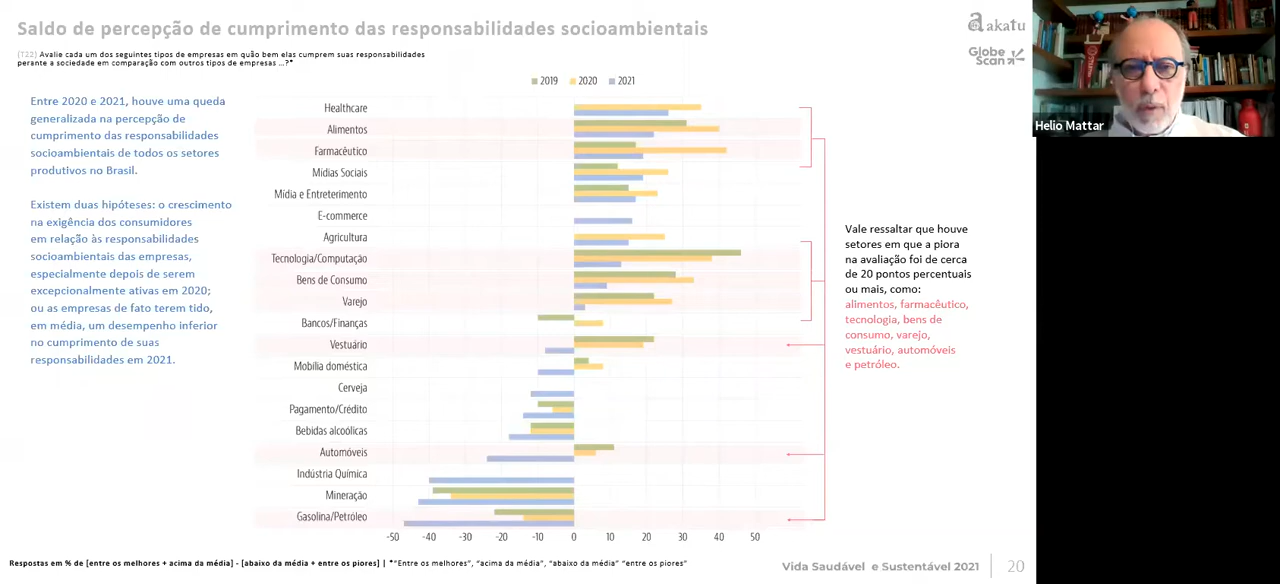 Saldo de percepção de cumprimento das responsabilidades socioambientais
(T22) Avalie cada um dos seguintes tipos de empresas em quão bem elas cumprem suas responsabilidades
perante a sociedade em comparação com outros tipos de empresas ...?*
akatu
Globe
Scan
Helio Mattar
2019 2020 2021
Entre 2020 e 2021, houve uma queda
generalizada na percepção de
cumprimento das responsabilidades
socioambientais de todos os setores
produtivos no Brasil.
Existem duas hipóteses: o crescimento
na exigência dos consumidores
em relação às responsabilidades
socioambientais das empresas,
especialmente depois de serem
excepcionalmente ativas em 2020;
ou as empresas de fato terem tido,
em média, um desempenho inferior
no cumprimento de suas
responsabilidades em 2021.
Healthcare
Alimentos
Farmacêutico
Mídias Sociais
Mídia e Entreterimento
E-commerce
Agricultura
Tecnologia/Computação
Bens de Consumo
Varejo
Bancos/Finanças
Vestuário
Mobília doméstica
Cerveja
Pagamento/Crédito
Bebidas alcoólicas
Automóveis
Indústria Química
Mineração
Gasolina/Petróleo
-50 -40 -30 -20 -10 0 10 20 30 40 50
Vale ressaltar que houve
setores em que a piora
na avaliação foi de cerca
de 20 pontos percentuais
ou mais, como:
alimentos, farmacêutico,
tecnologia, bens de
consumo, varejo,
vestuário, automóveis
e petróleo.
Respostas em % de [entre os melhores + acima da média] - [abaixo da média + entre os piores] | *"Entre os melhores", "acima da média", "abaixo da média" "entre os piores"
Vida Saudável e Sustentável 2021 20